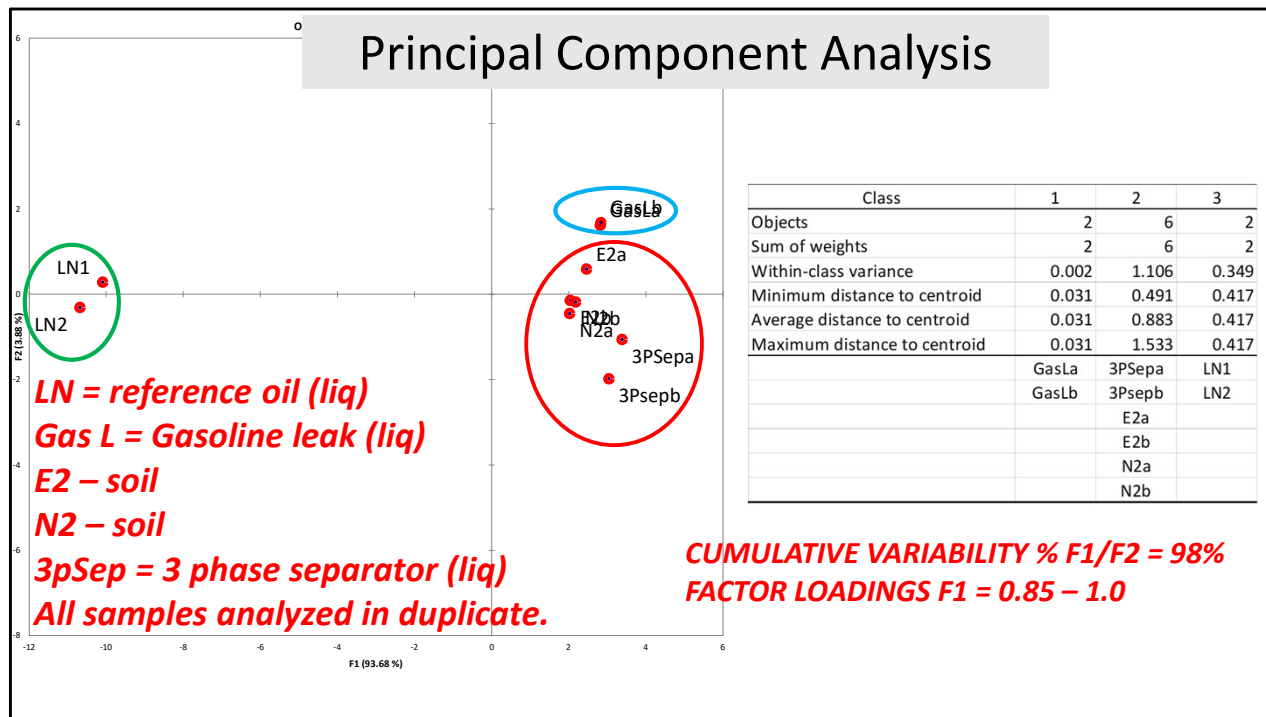 Principal Component Analysis
O
6
4
2
0
-2
-4
-6
-8
F2 (3.88 %)
-12
-10
-8
-6
-4
-2
0
2
4
6
F1 (93.68 %)
LN1
LN2
GasLb
GasLa
E2a
E2b
N2b
N2a
3PSepa
3Psepb
LN = reference oil (liq)
Gas L = Gasoline leak (liq)
E2 – soil
N2 – soil
3pSep = 3 phase separator (liq)
All samples analyzed in duplicate.
Class 1 2 3
Objects 2 6 2
Sum of weights 2 6 2
Within-class variance 0.002 1.106 0.349
Minimum distance to centroid 0.031 0.491 0.417
Average distance to centroid 0.031 0.883 0.417
Maximum distance to centroid 0.031 1.533 0.417
GasLa 3PSepa LN1
GasLb 3Psepb LN2
E2a
E2b
N2a
N2b
CUMULATIVE VARIABILITY % F1/F2 = 98%
FACTOR LOADINGS F1 = 0.85 – 1.0